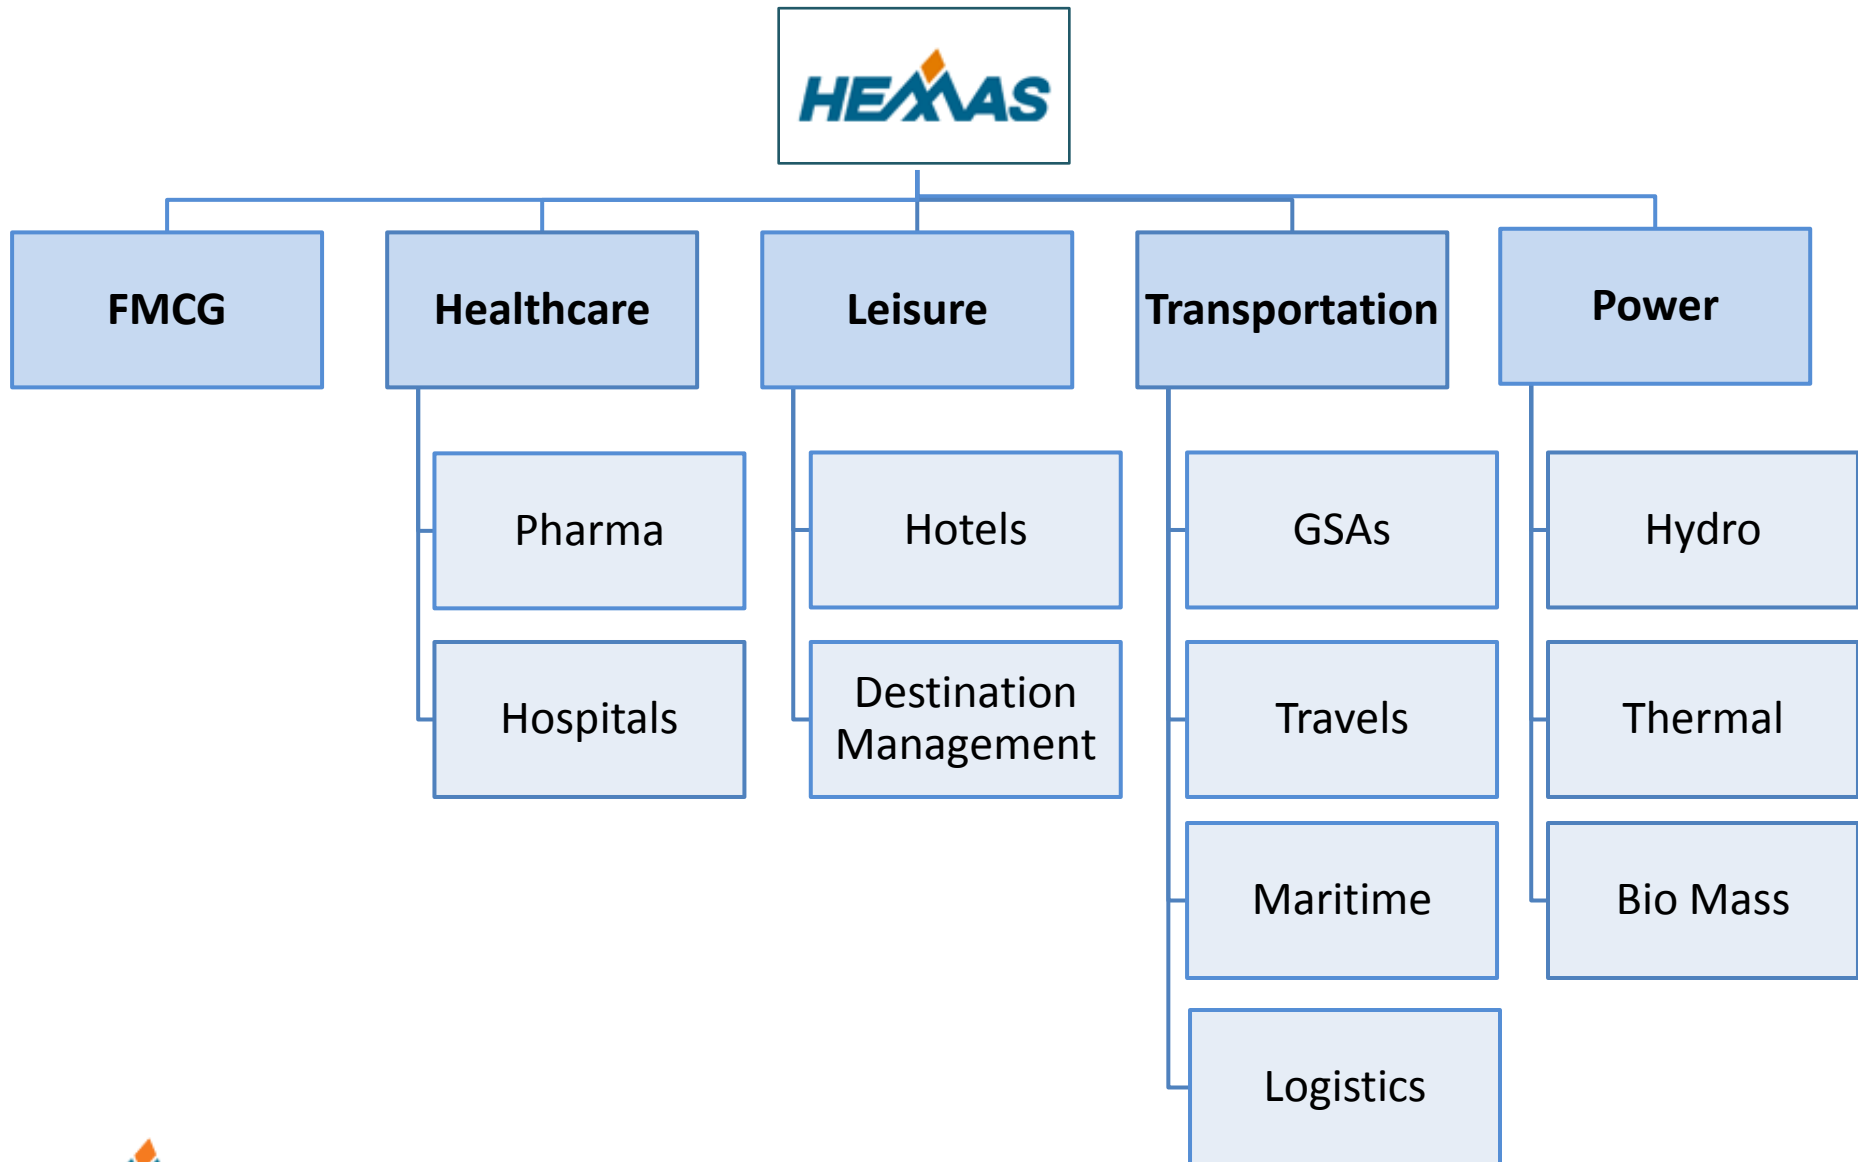 HEMAS
FMCG
Healthcare
Leisure
Transportation
Power
Pharma
Hotels
GSAs
Hydro
Hospitals
Destination
Management
Travels
Thermal
Maritime
Bio Mass
Logistics